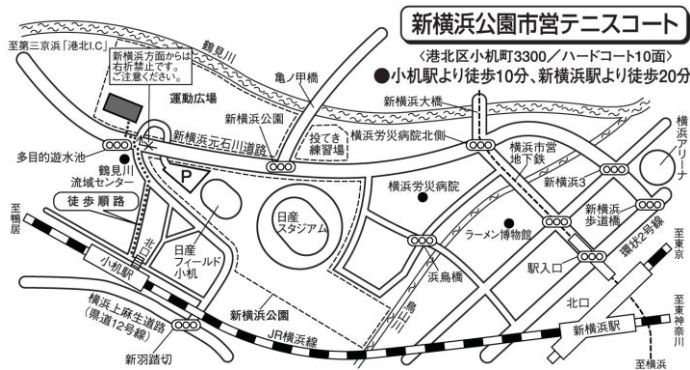 新横浜公園市営テニスコート
〈港北区小机町3300／ハードコート10面〉
●小机駅より徒歩10分、新横浜駅より徒歩20分
至第三京浜「港北I.C」
新横浜方面からは
右折禁止です。
ご注意ください。
鶴見川
亀ノ甲橋
運動広場
新横浜公園
新横浜元石川道路
投てき
練習場
新横浜大橋
横浜労災病院北側
横浜市営
地下鉄
横浜アリーナ
多目的遊水池
鶴見川
流域センター
P
徒歩順路
横浜労災病院
新横浜3
新横浜
歩道橋
環状2号線
至鴨居
北口
小机駅
日産
フィールド
小机
日産
スタジアム
ラーメン博物館
浜鳥橋
鳥山川
駅入口
至東京
北口
新横浜駅
至東神奈川
至横浜
新横浜公園
横浜上麻生道路
（県道12号線）
JR横浜線
新羽踏切